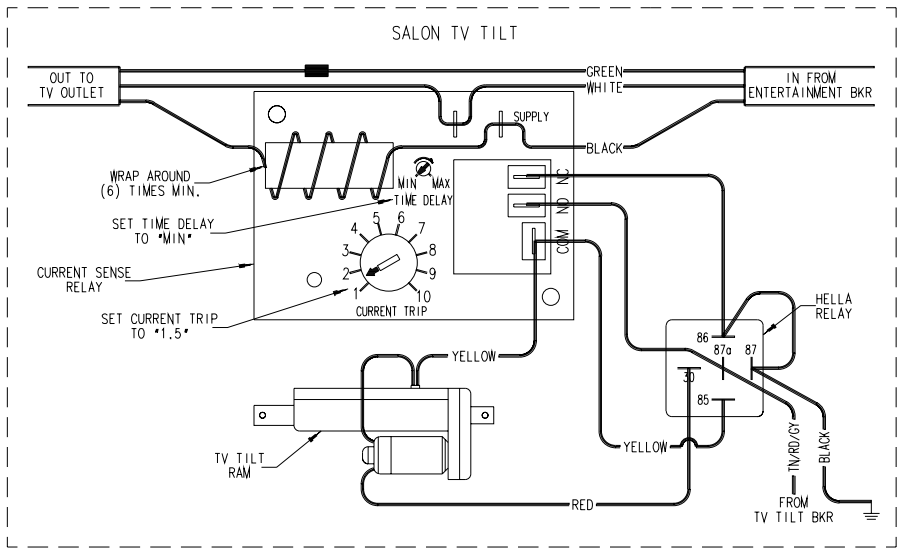 SALON TV TILT
OUT TO
TV OUTLET
GREEN
WHITE
IN FROM
ENTERTAINMENT BKR
SUPPLY
BLACK
WRAP AROUND
(6) TIMES MIN.
MIN MAX
TIME DELAY
NC
NO
COM
SET TIME DELAY
TO "MIN"
1 2 3 4 5 6 7 8 9 10
CURRENT TRIP
CURRENT SENSE
RELAY
SET CURRENT TRIP
TO "1.5"
HELLA
RELAY
86
87a 87
30
85
YELLOW
YELLOW
TV TILT
RAM
RED
TN/RD/GY
BLACK
FROM
TV TILT BKR